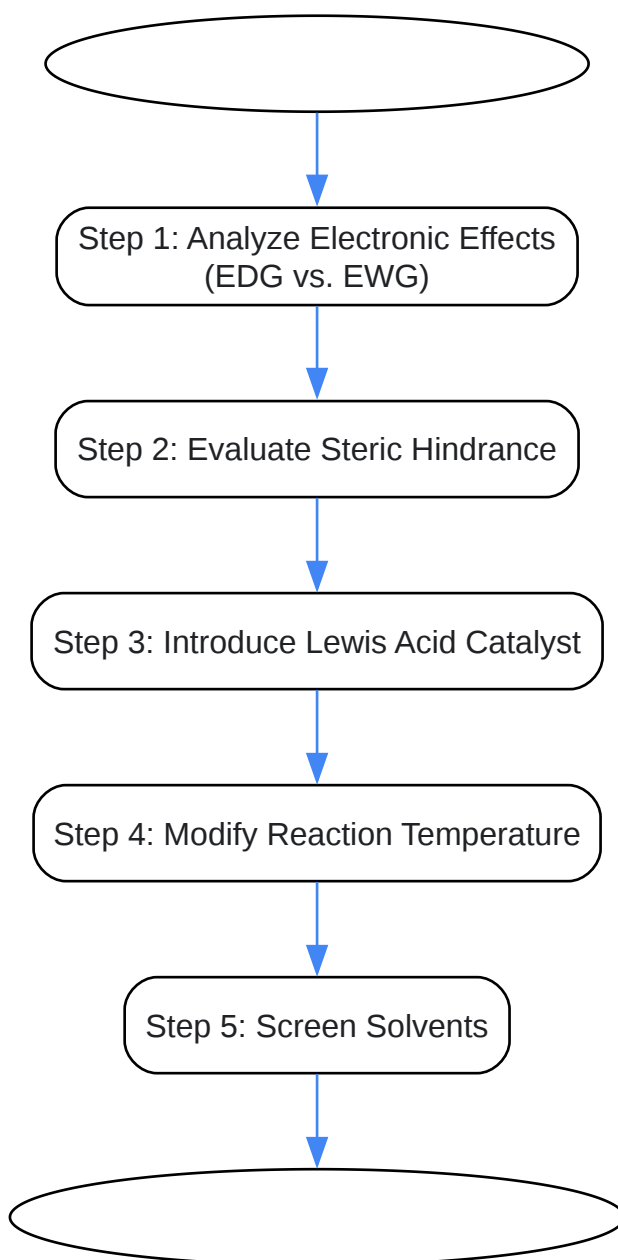 Step 1: Analyze Electronic Effects
(EDG vs. EWG)
Step 2: Evaluate Steric Hindrance
Step 3: Introduce Lewis Acid Catalyst
Step 4: Modify Reaction Temperature
Step 5: Screen Solvents